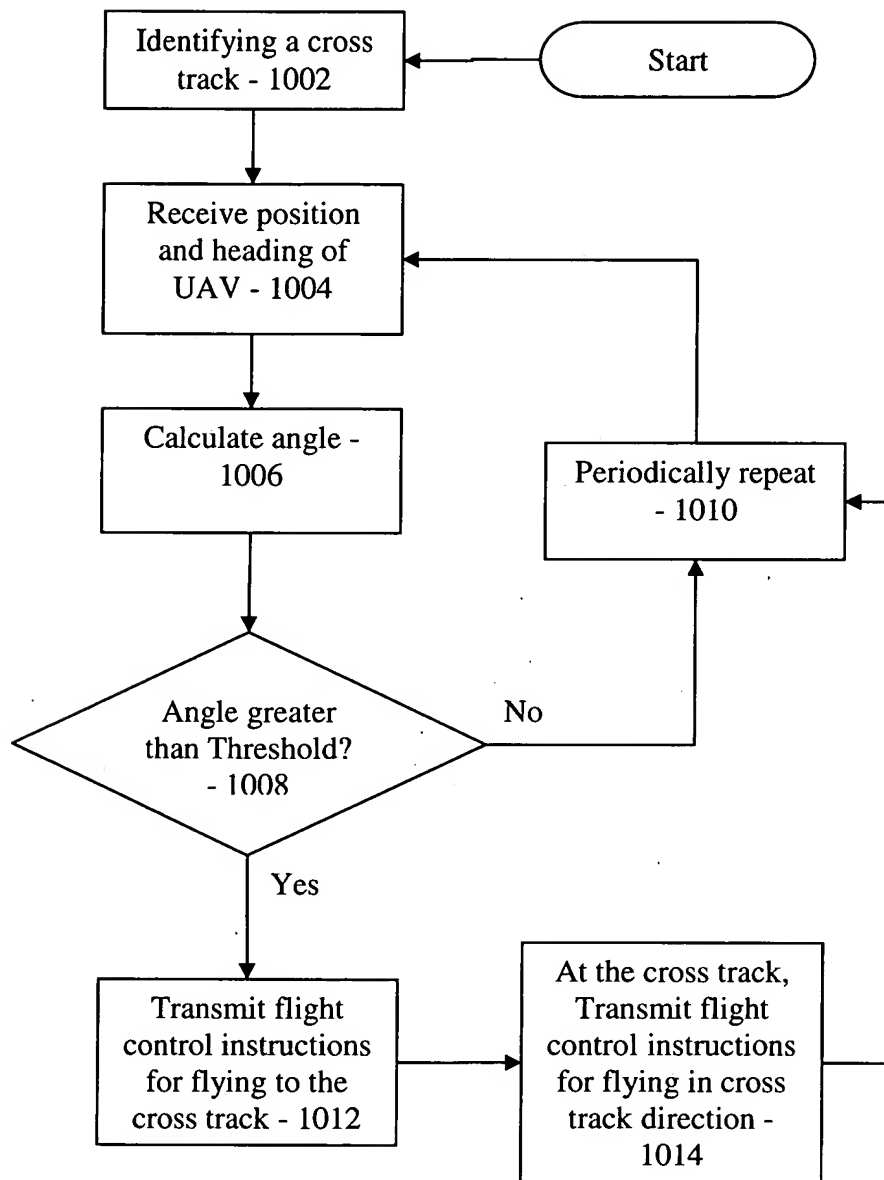 Identifying a cross
track - 1002
Start
Receive position
and heading of
UAV - 1004
Calculate angle -
1006
Periodically repeat
- 1010
Angle greater
than Threshold?
- 1008
No
Yes
Transmit flight
control instructions
for flying to the
cross track - 1012
At the cross track,
Transmit flight
control instructions
for flying in cross
track direction -
1014